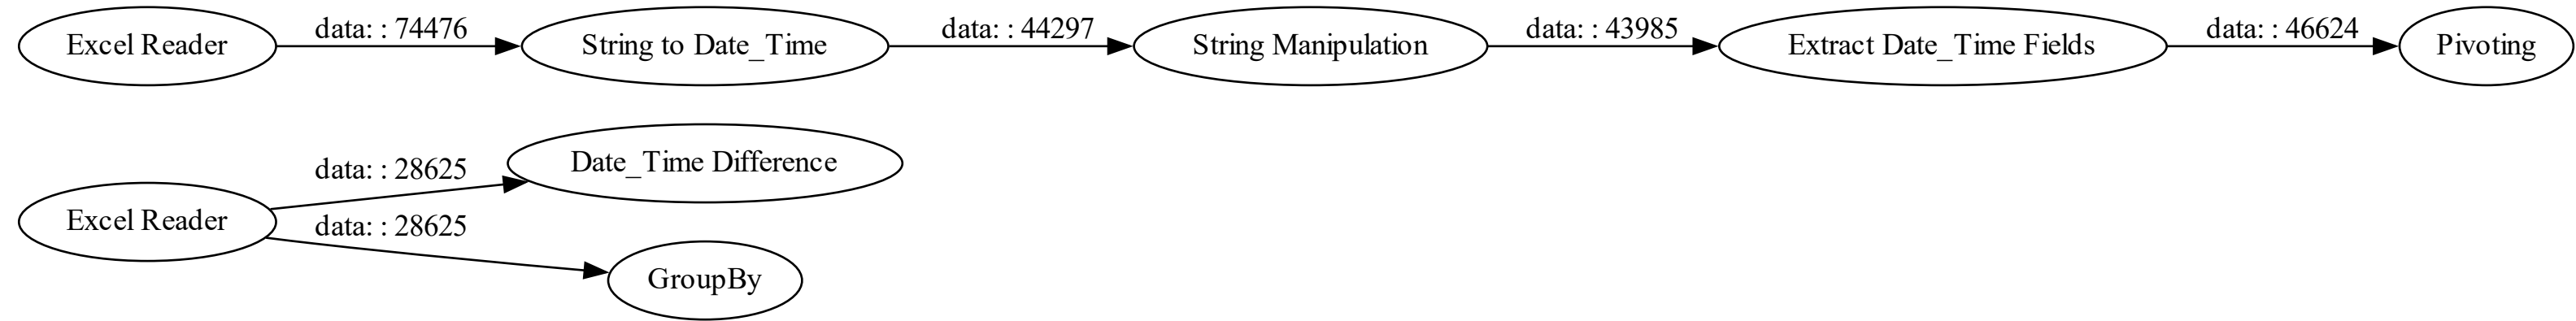 Excel Reader
data: : 74476
String to Date_Time
data: : 44297
String Manipulation
data: : 43985
Extract Date_Time Fields
data: : 46624
Pivoting
Excel Reader
data: : 28625
Date_Time Difference
data: : 28625
GroupBy